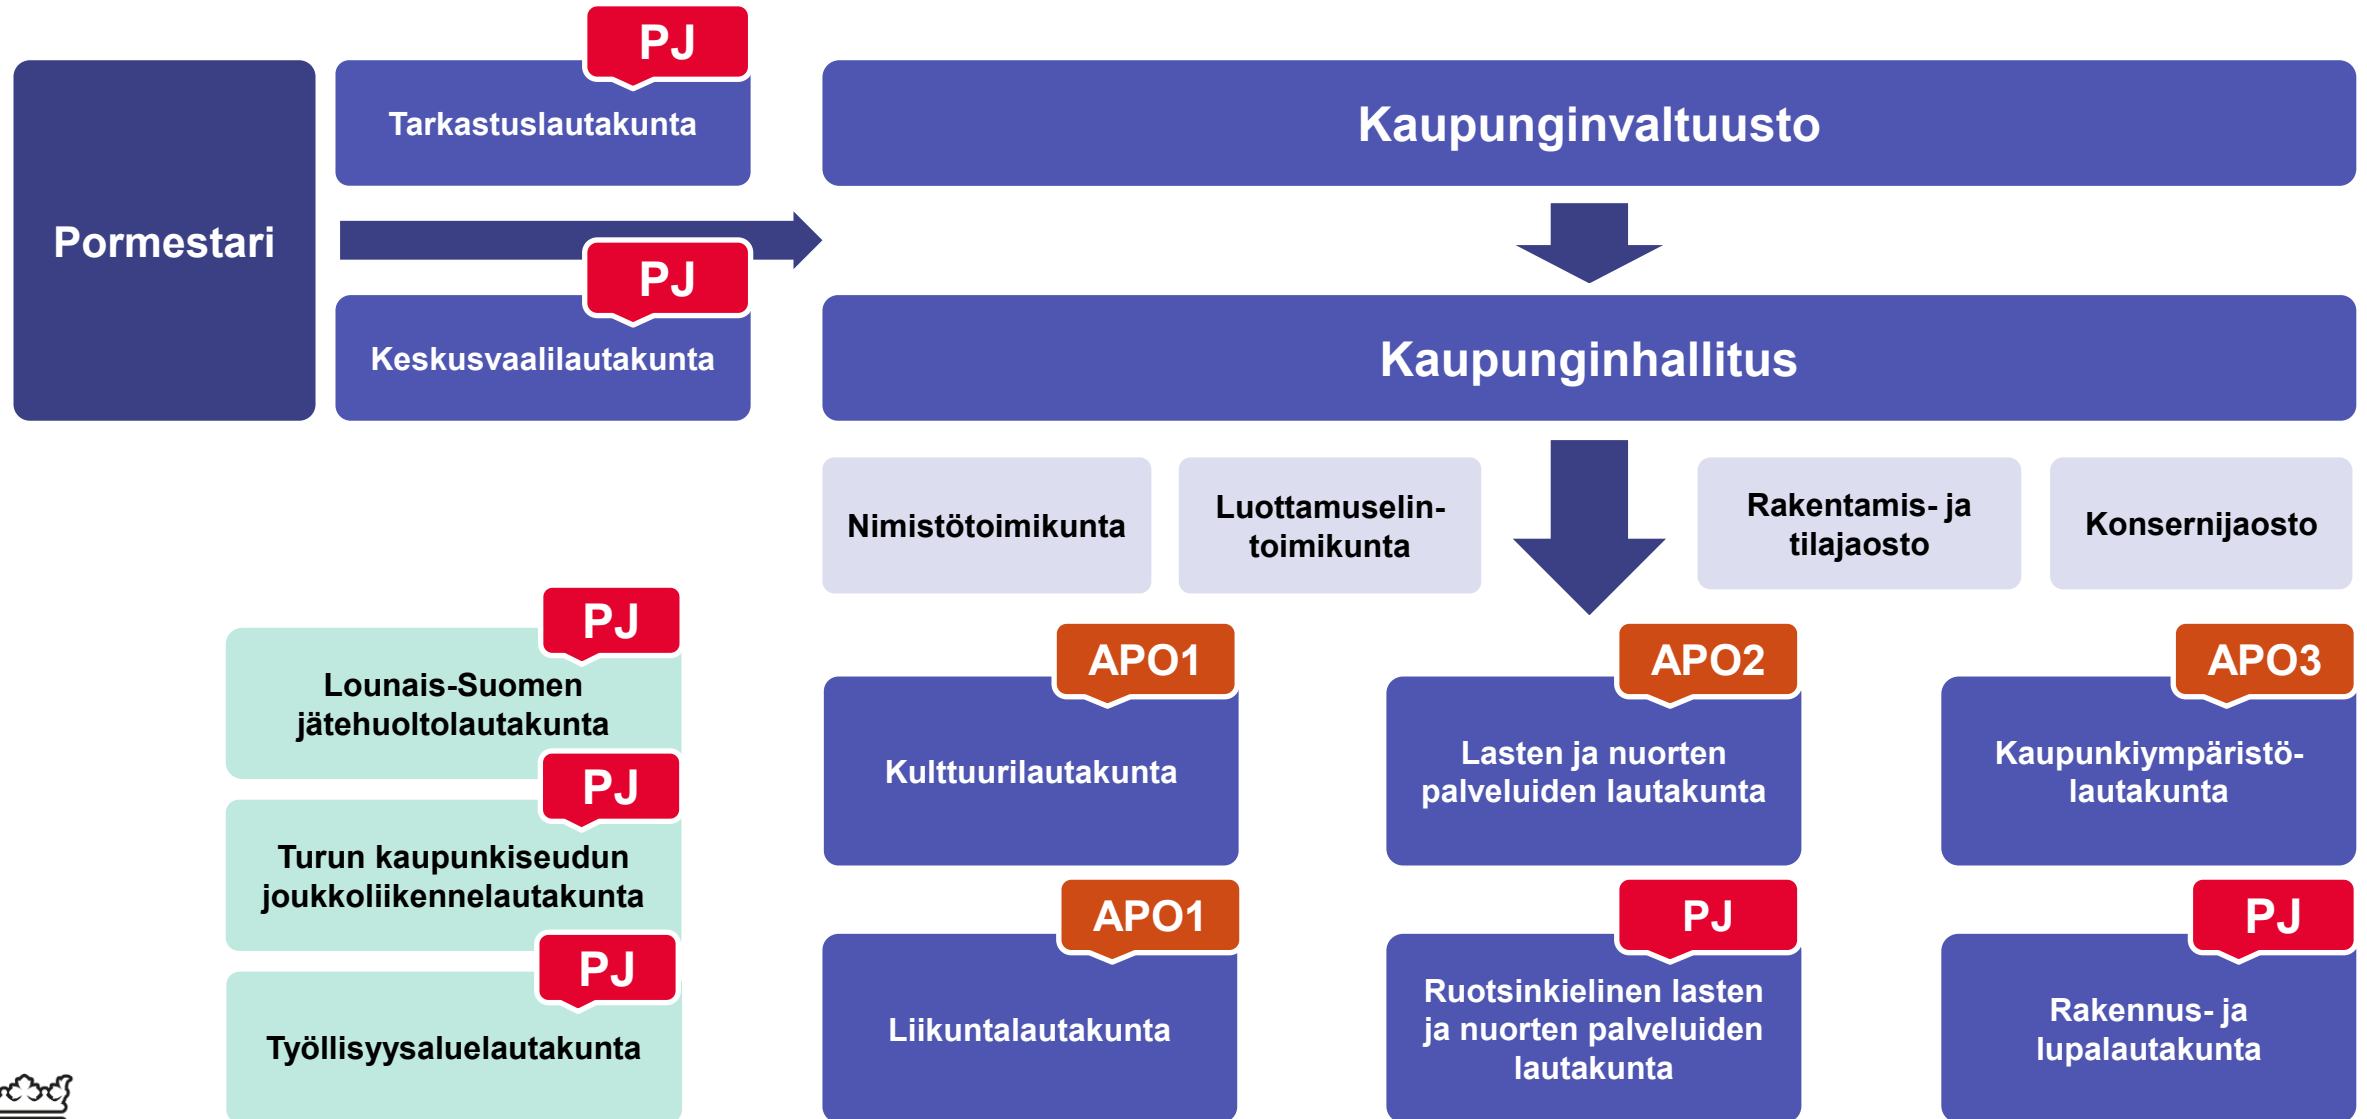 PJ
Pormestari
Tarkastuslautakunta
Kaupunginvaltuusto
PJ
Keskusvaalilautakunta
Kaupunginhallitus
Nimistötoimikunta
Luottamuselin-
toimikunta
Rakentamis- ja
tilajaosto
Konsernijaosto
PJ
Lounais-Suomen
jätehuoltolautakunta
PJ
Turun kaupunkiseudun
joukkoliikennelautakunta
PJ
Työllisyysaluelautakunta
APO1
Kulttuurilautakunta
APO2
Lasten ja nuorten
palveluiden lautakunta
APO3
Kaupunkiympäristö-
lautakunta
APO1
Liikuntalautakunta
PJ
Ruotsinkielinen lasten
ja nuorten palveluiden
lautakunta
PJ
Rakennus- ja
lupalautakunta